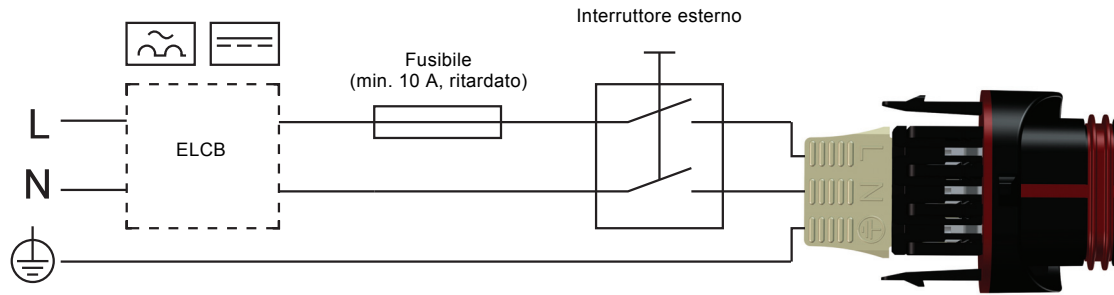 Interruttore esterno
Fusibile
(min. 10 A, ritardato)
L
ELCB
N
L
N